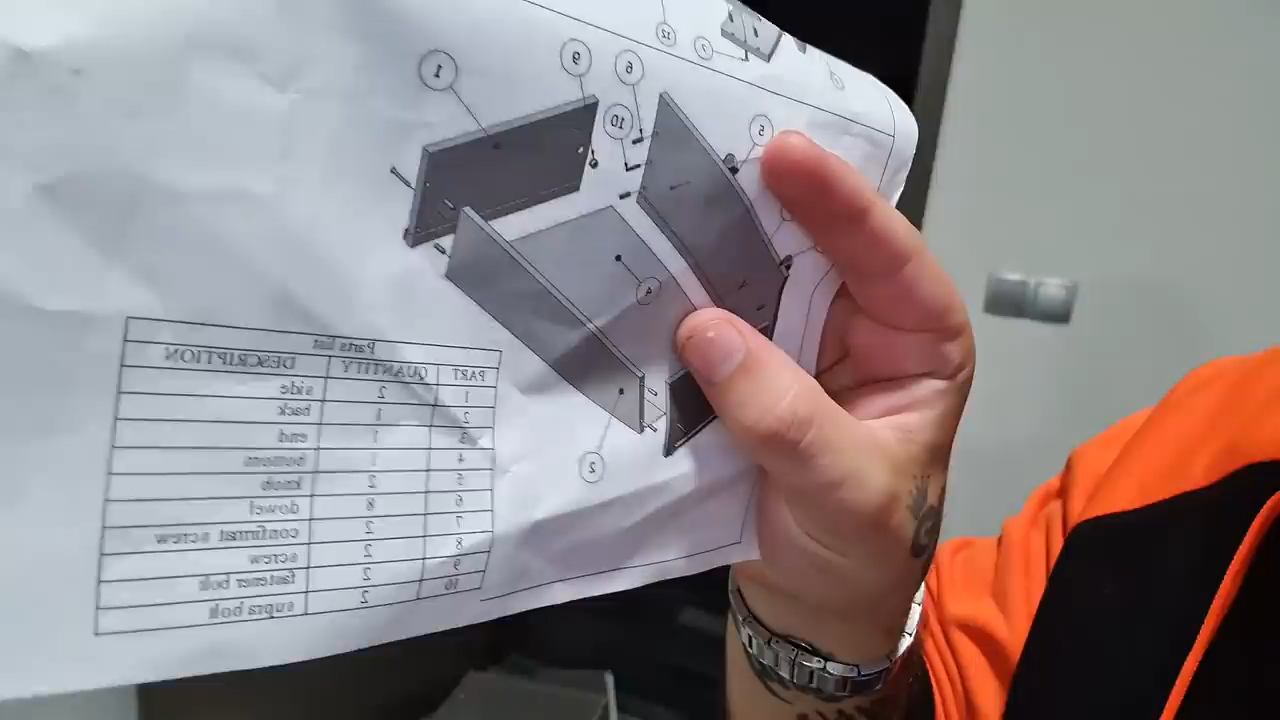 12
7
1
9
6
10
5
4
2
Parts list
PART QUANTITY DESCRIPTION
1 2 side
2 1 back
3 1 end
4 1 bottom
5 2 knob
6 8 dowel
7 2 confirmat screw
8 2 screw
9 2 fastener bolt
10 2 supra bolt